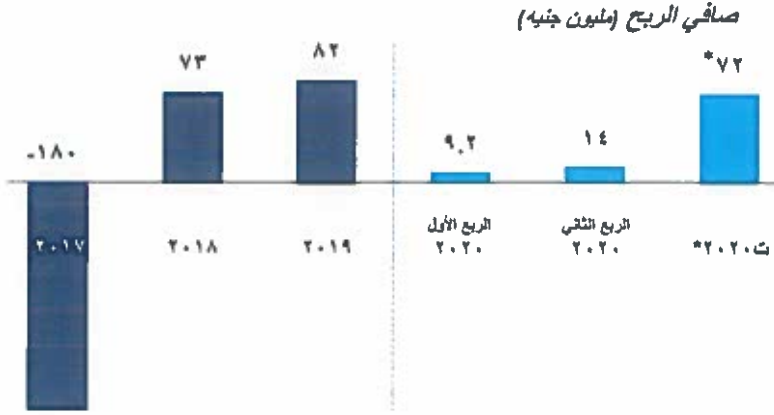 صافي الربح (مليون جنيه)
-١٨٠
٧٣
٨٢
٩,٢
١٤
*٧٢
٢٠١٧
٢٠١٨
٢٠١٩
الربع الأول
٢٠٢٠
الربع الثاني
٢٠٢٠
ت٢٠٢٠*